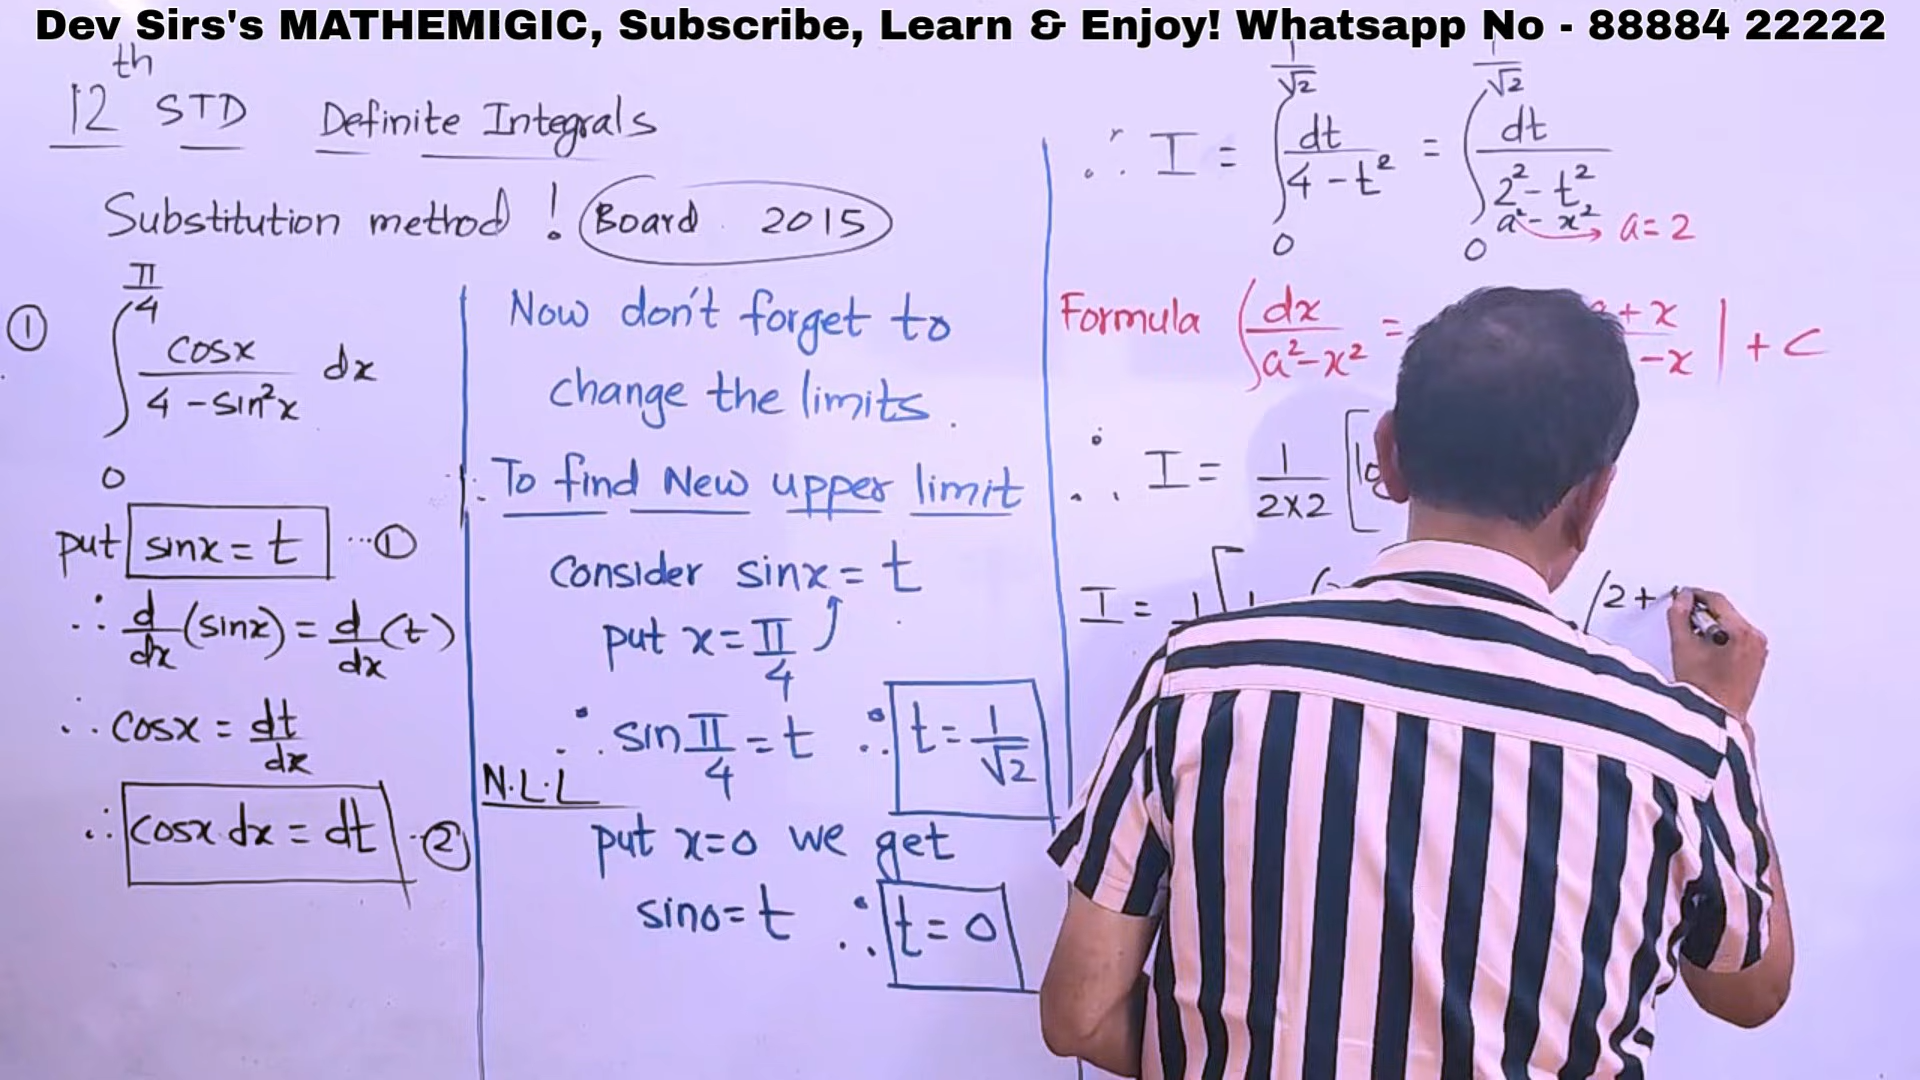 Dev Sirs's MATHEMIGIC, Subscribe, Learn & Enjoy! Whatsapp No - 88884 22222
12th STD Definite Integrals
Substitution method! Board 2015
① ∫₀^(π/4) cosx/(4-sin²x) dx
put sinx = t ...①
∴ d/dx (sinx) = d/dx (t)
∴ cosx = dt/dx
∴ cosx dx = dt ..②
Now don't forget to
change the limits.
To find New upper limit
Consider sinx = t
put x = π/4
∴ sin π/4 = t ∴ t = 1/√2
N.L.L
put x=0 we get
sin0 = t ∴ t = 0
∴ I = ∫₀^(1/√2) dt/(4-t²) = ∫₀^(1/√2) dt/(2²-t²)
a²-x² → a=2
Formula ∫ dx/(a²-x²) = +x/-x | + c
∴ I = 1/(2×2) [
I = 1 [ (2+